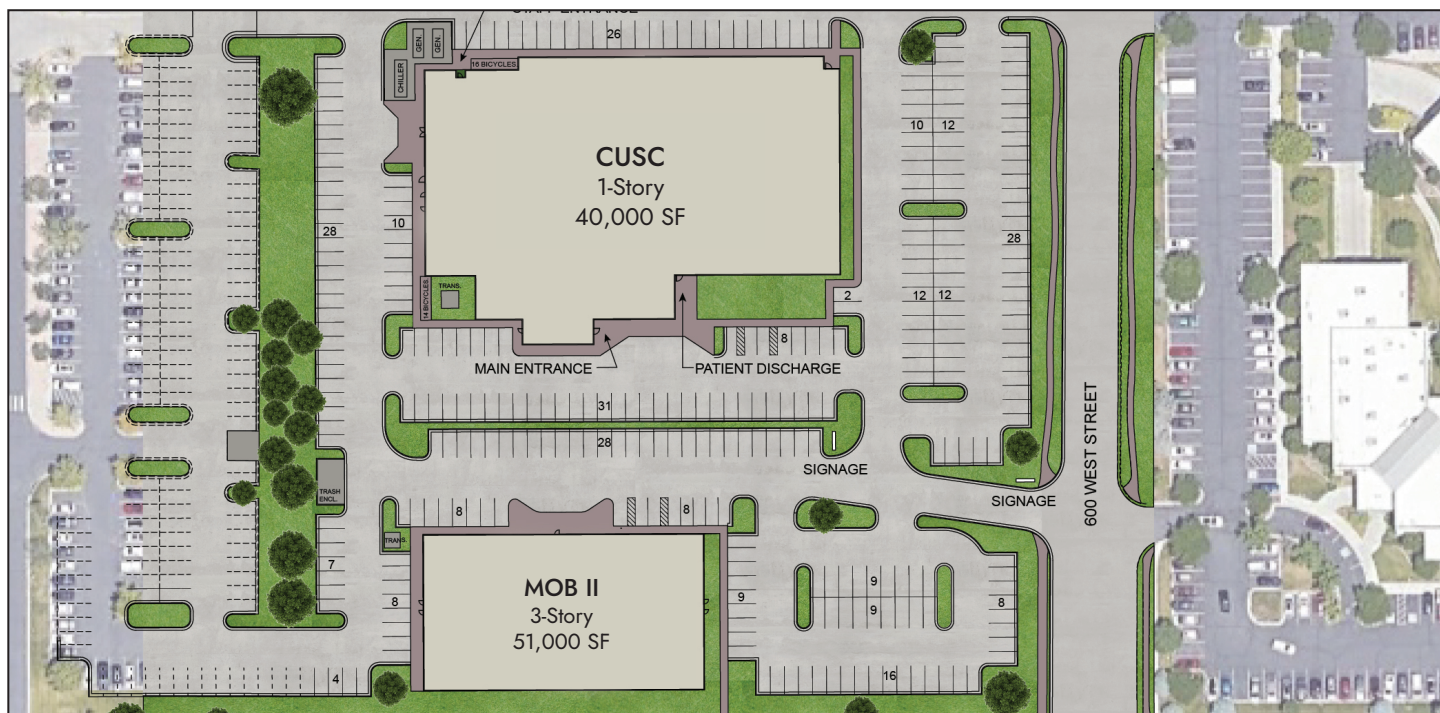 STAFF ENTRANCE
26
GEN.
GEN.
CHILLER
16 BICYCLES
CUSC
1-Story
40,000 SF
10
12
28
10
28
14 BICYCLES
TRANS.
2
12
12
8
MAIN ENTRANCE
PATIENT DISCHARGE
31
28
SIGNAGE
SIGNAGE
600 WEST STREET
TRASH
ENCL.
8
8
TRANS.
7
8
MOB II
3-Story
51,000 SF
9
9
9
8
4
16